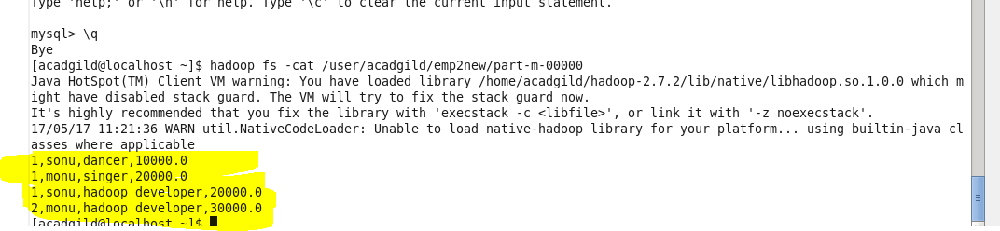 Type 'help;' or '\h' for help. Type '\c' to clear the current input statement.
mysql> \q
Bye
[acadgild@localhost ~]$ hadoop fs -cat /user/acadgild/emp2new/part-m-00000
Java HotSpot(TM) Client VM warning: You have loaded library /home/acadgild/hadoop-2.7.2/lib/native/libhadoop.so.1.0.0 which m
ight have disabled stack guard. The VM will try to fix the stack guard now.
It's highly recommended that you fix the library with 'execstack -c <libfile>', or link it with '-z noexecstack'.
17/05/17 11:21:36 WARN util.NativeCodeLoader: Unable to load native-hadoop library for your platform... using builtin-java cl
asses where applicable
1,sonu,dancer,10000.0
1,monu,singer,20000.0
1,sonu,hadoop developer,20000.0
2,monu,hadoop developer,30000.0
[acadgild@localhost ~]$